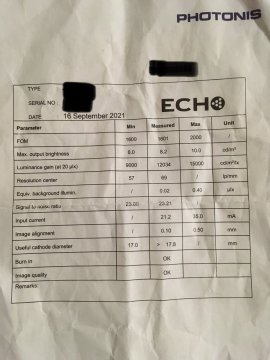 PHOTONIS
TYPE
SERIAL NO :
ECHO
DATE : 16 September 2021
Parameter Min Measured Max Unit
FOM 1600 1601 2000 /
Max. output brightness 6.0 8.2 10.0 cd/m²
Luminance gain (at 20 µlx) 9000 12034 15000 cd/m²/lx
Resolution center 57 69 / lp/mm
Equiv. background illumin. / 0.02 0.40 µlx
Signal to noise ratio 23.00 23.21 /
Input current / 21.2 35.0 mA
Image alignment / 0.10 0.50 mm
Useful cathode diameter 17.0 > 17.8 / mm
Burn in OK
Image quality OK
Remarks: